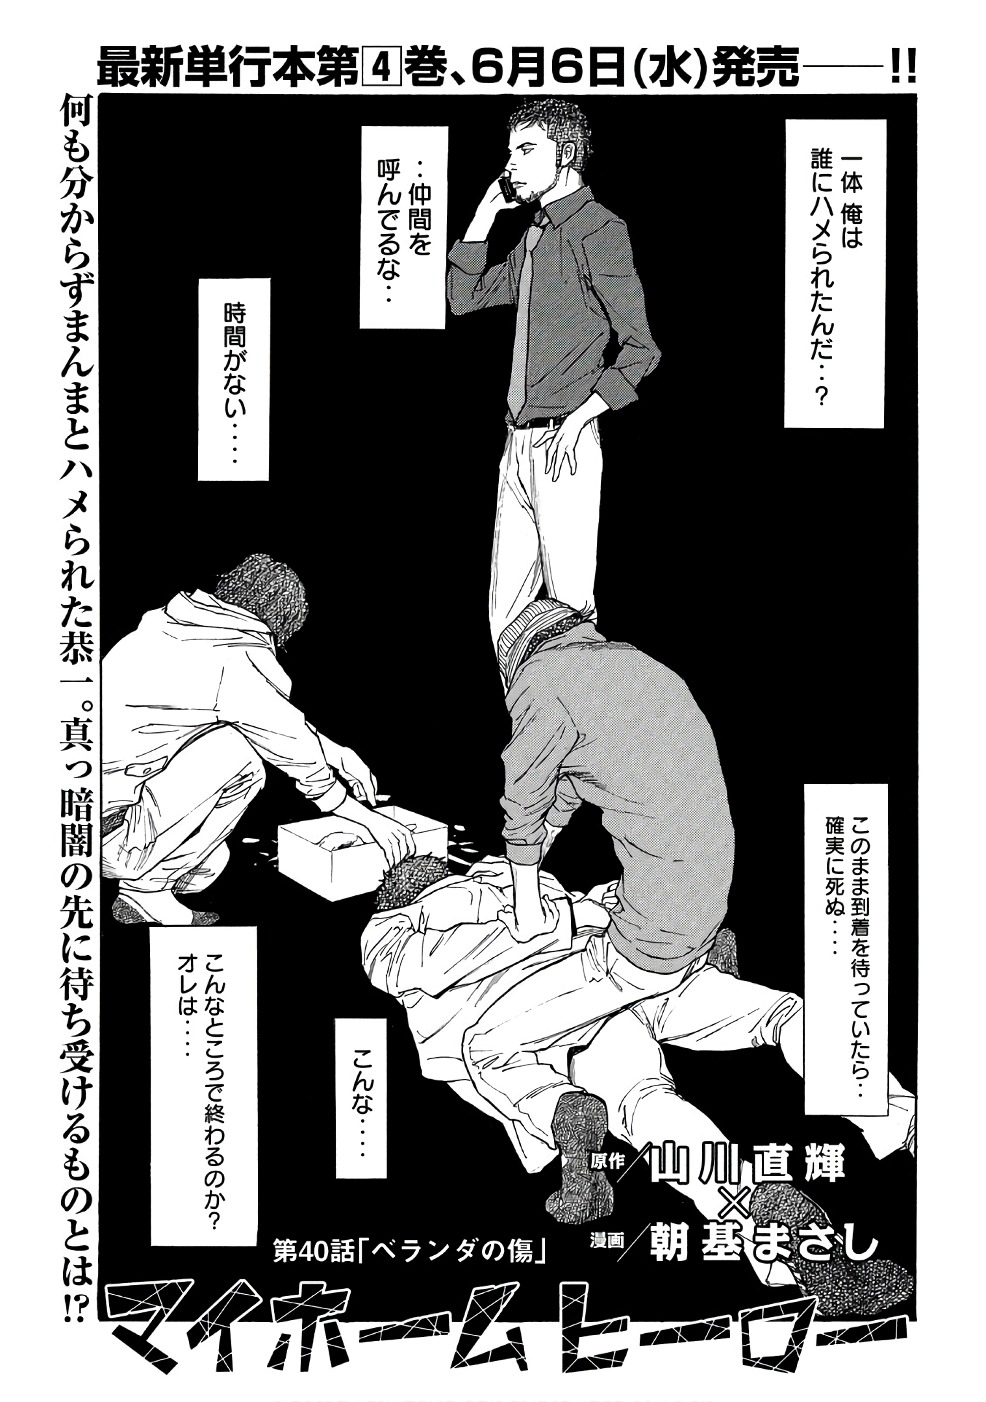 最新単行本第4巻、6月6日(水)発売――!!
一体 俺は
誰にハメられたんだ‥?
‥仲間を
呼んでるな‥
時間がない‥‥
このまま到着を待っていたら‥
確実に死ぬ‥‥
こんな‥‥
こんなところで終わるのか?
オレは‥‥
何も分からずまんまとハメられた恭一。真っ暗闇の先に待ち受けるものとは!?
原作/山川直輝
×
漫画/朝基まさし
第40話「ベランダの傷」
マイホームヒーロー